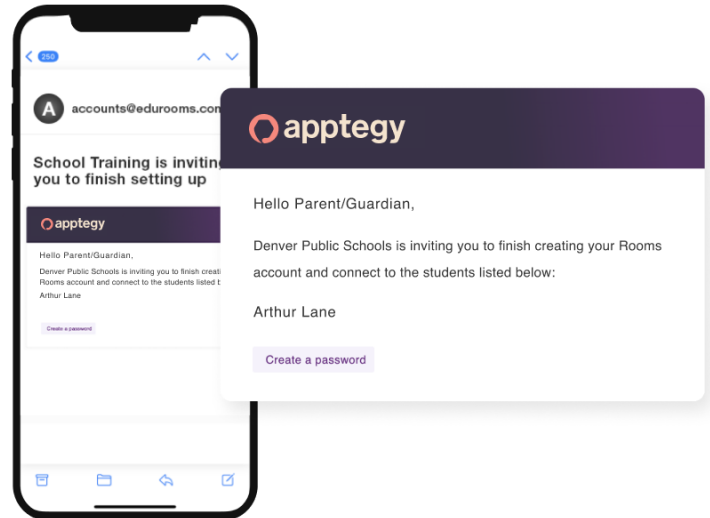 250
A
accounts@edurooms.com
School Training is inviting
you to finish setting up
apptegy
Hello Parent/Guardian,
Denver Public Schools is inviting you to finish creati
Rooms account and connect to the students listed b
Arthur Lane
Create a password
apptegy
Hello Parent/Guardian,
Denver Public Schools is inviting you to finish creating your Rooms
account and connect to the students listed below:
Arthur Lane
Create a password